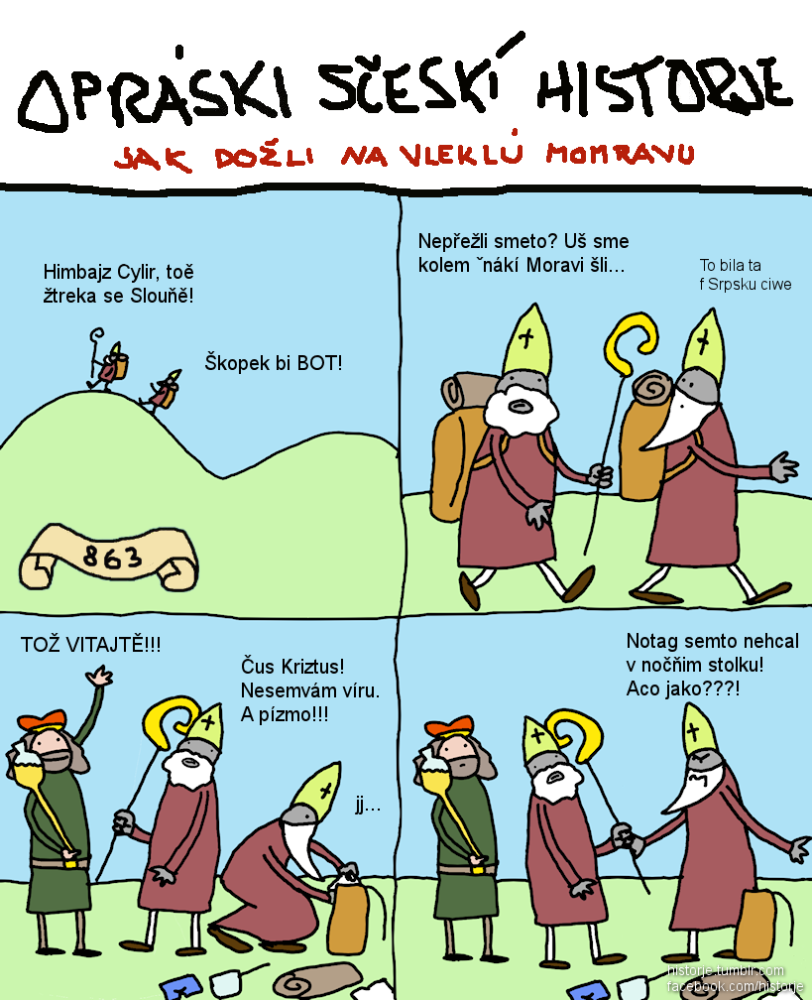 OPRÁSKI SČESKÍ HISTORJE
JAK DOŽLI NA VLEKLÚ MOMRAVU
Himbajz Cylir, toě
žtreka se Slouňě!
Škopek bi BOT!
863
Nepřežli smeto? Uš sme
kolem ˇnákí Moravi šli...
To bila ta
f Srpsku ciwe
TOŽ VITAJTĚ!!!
Čus Kriztus!
Nesemvám víru.
A pízmo!!!
jj...
Notag semto nehcal
v nočňim stolku!
Aco jako???!
historje.tumblr.com
facebook.com/historje